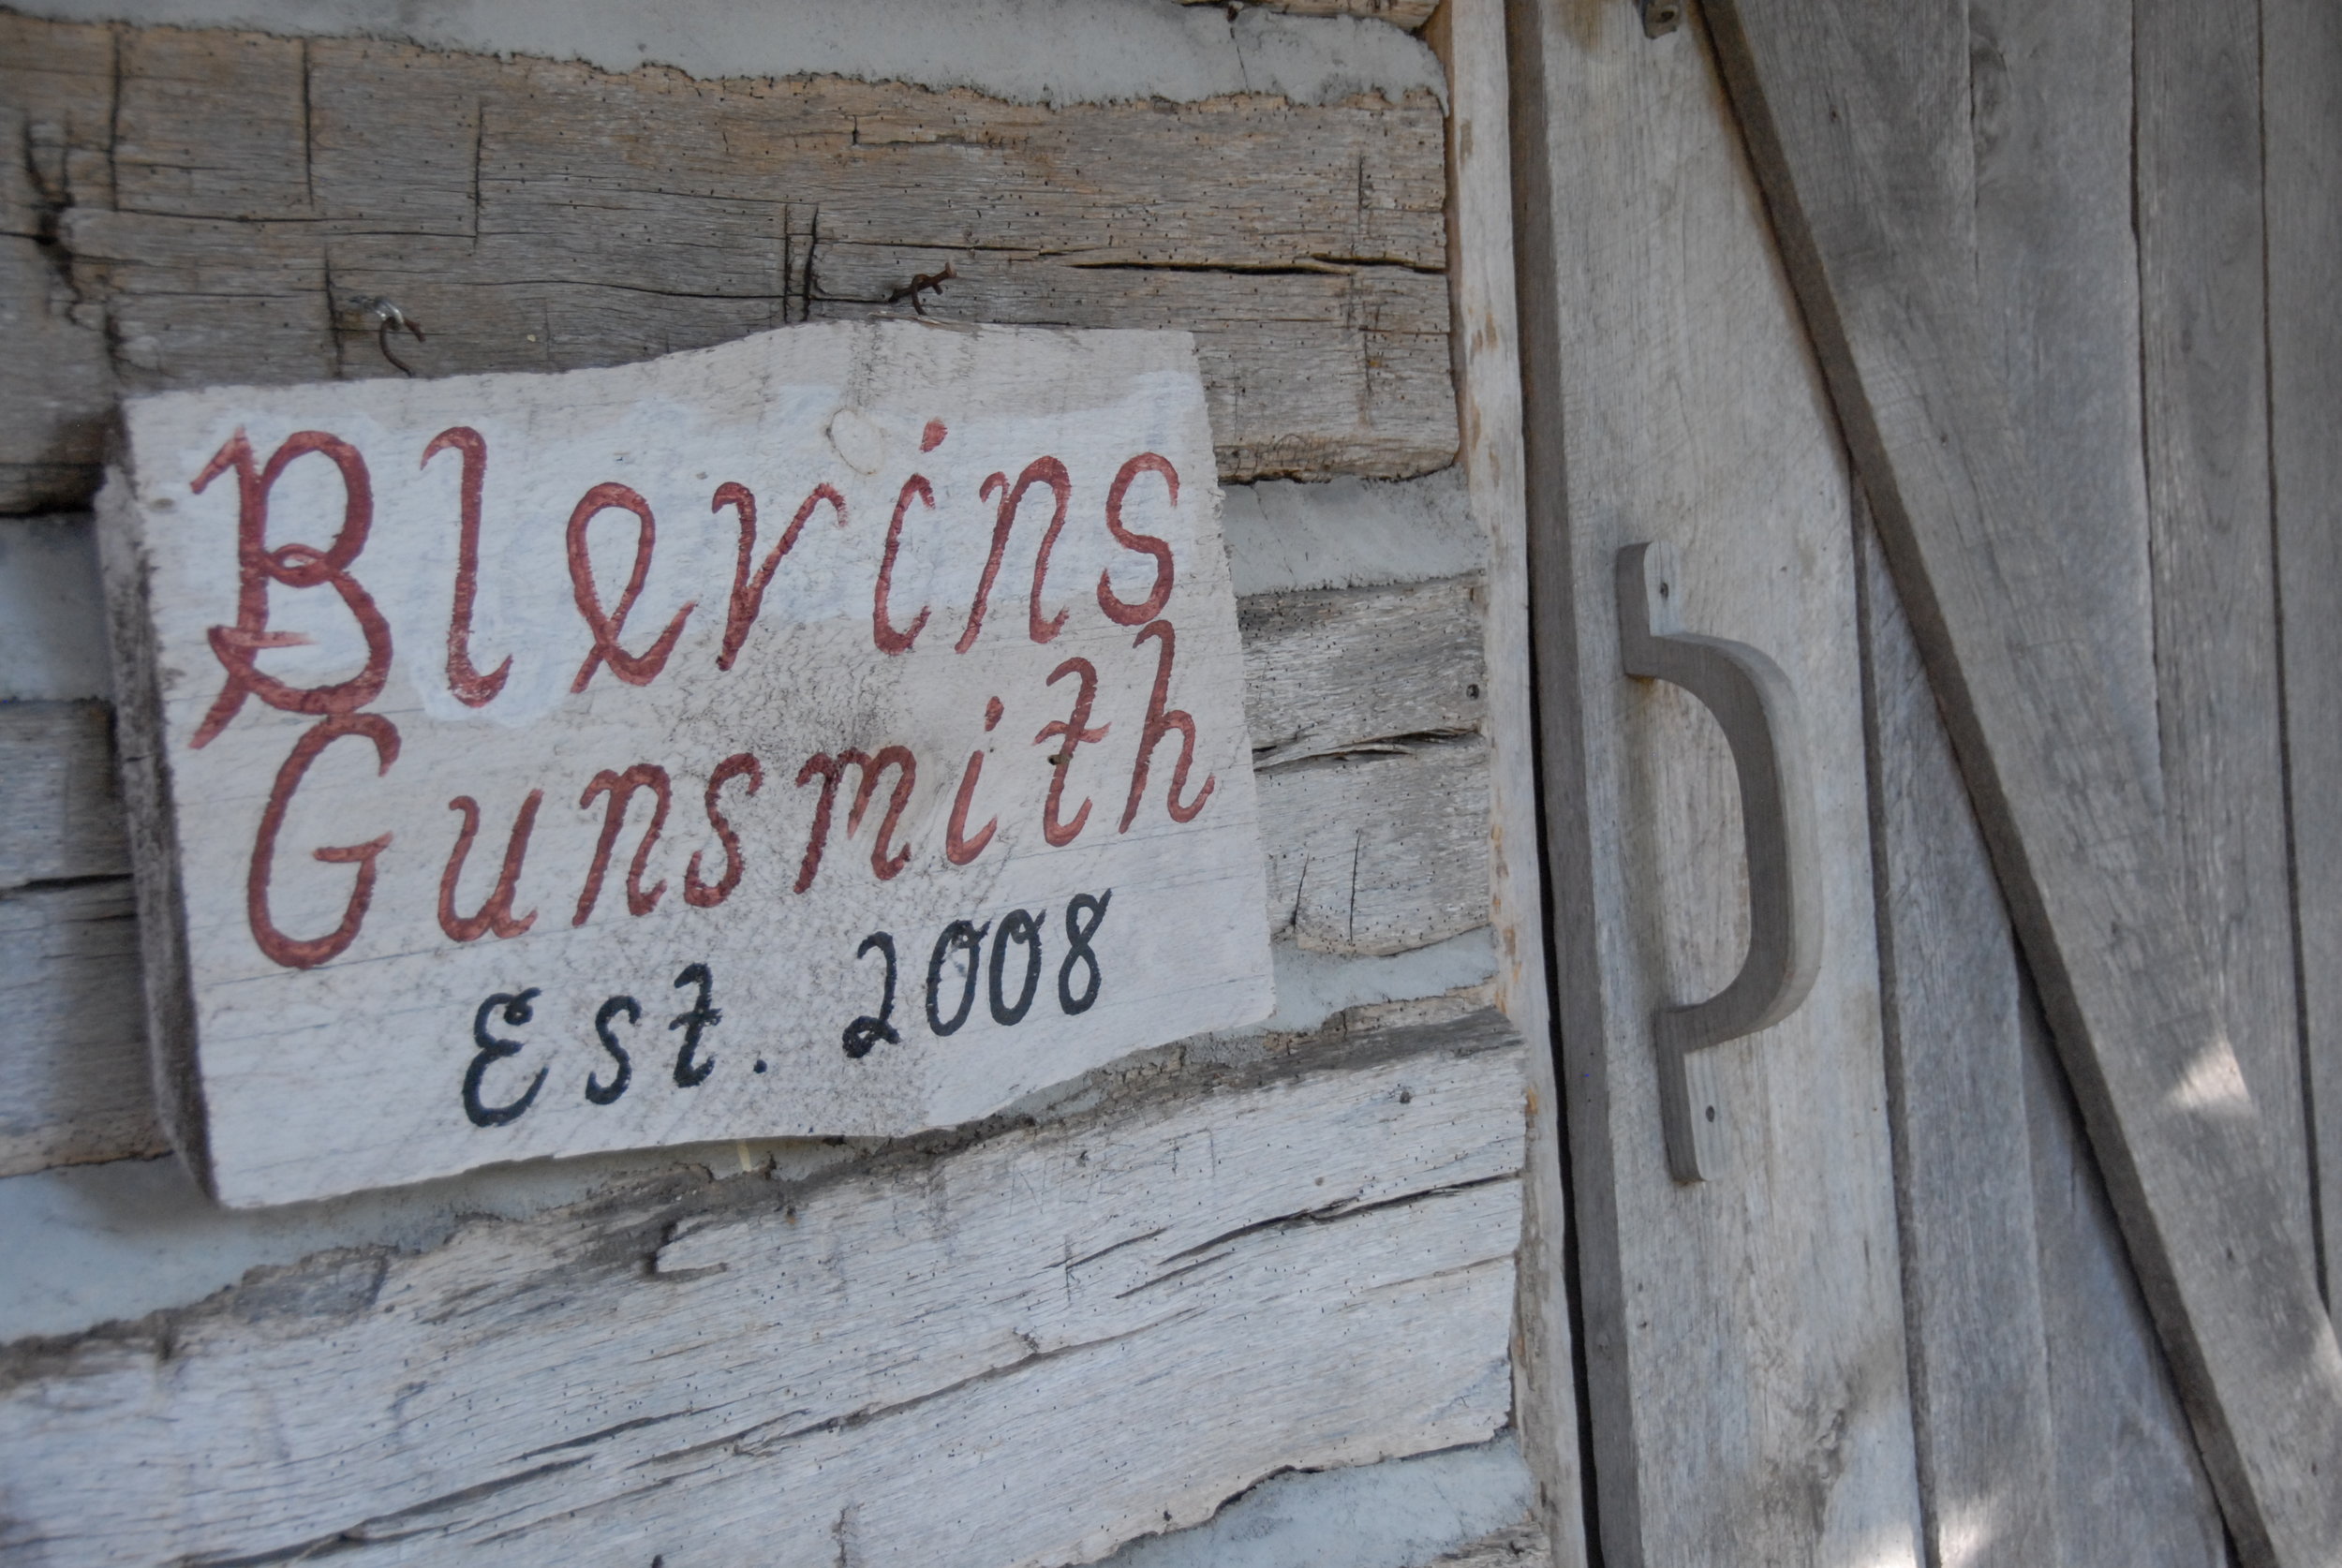 Blevins
Gunsmith
Est. 2008